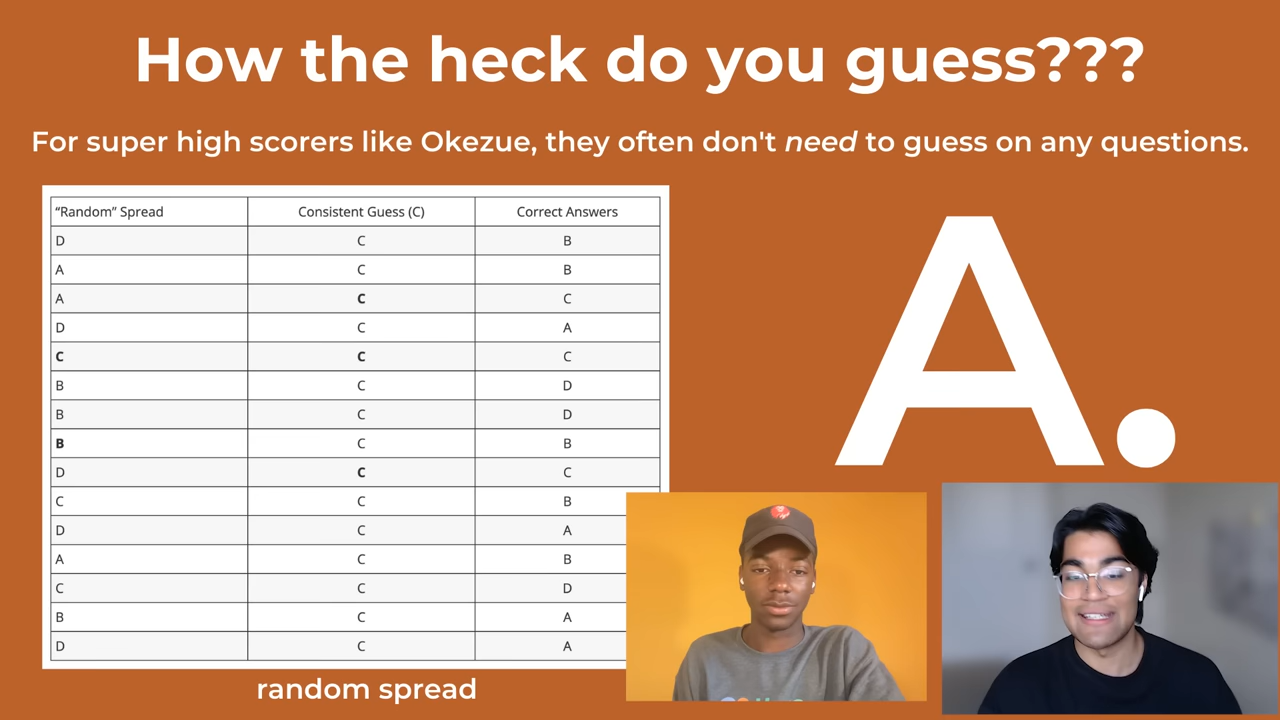 How the heck do you guess???
For super high scorers like Okezue, they often don't need to guess on any questions.
“Random” Spread Consistent Guess (C) Correct Answers
D C B
A C B
A C C
D C A
C C C
B C D
B C D
B C B
D C C
C C B
D C A
A C B
C C D
B C A
D C A
A.
random spread